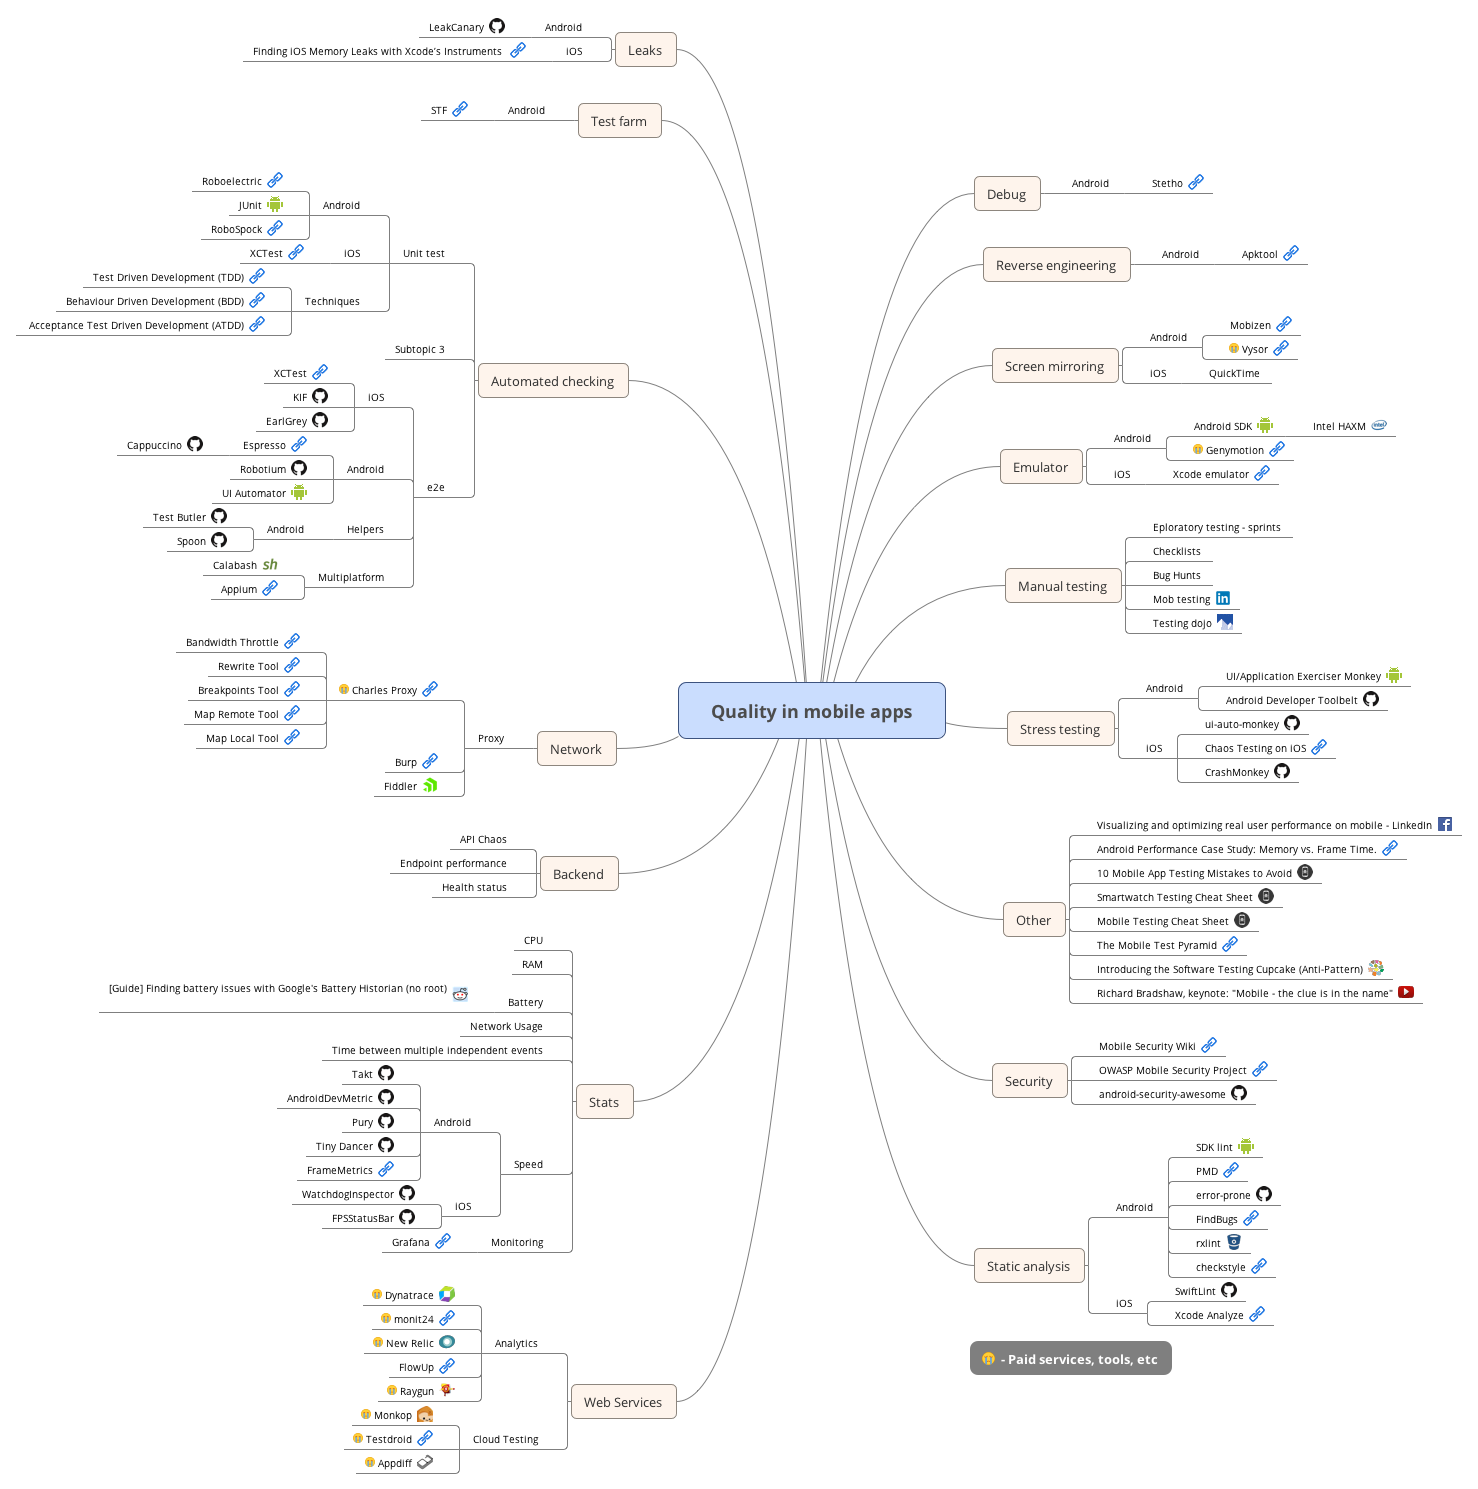 Quality in mobile apps
Leaks
Android
LeakCanary
iOS
Finding iOS Memory Leaks with Xcode's Instruments
Test farm
Android
STF
Automated checking
Unit test
Android
Roboelectric
JUnit
RoboSpock
iOS
XCTest
Techniques
Test Driven Development (TDD)
Behaviour Driven Development (BDD)
Acceptance Test Driven Development (ATDD)
Subtopic 3
e2e
iOS
XCTest
KIF
EarlGrey
Android
Espresso
Cappuccino
Robotium
UI Automator
Helpers
Android
Test Butler
Spoon
Multiplatform
Calabash
sh
Appium
Network
Proxy
Charles Proxy
Bandwidth Throttle
Rewrite Tool
Breakpoints Tool
Map Remote Tool
Map Local Tool
Burp
Fiddler
Backend
API Chaos
Endpoint performance
Health status
Stats
CPU
RAM
Battery
[Guide] Finding battery issues with Google's Battery Historian (no root)
Network Usage
Time between multiple independent events
Speed
Android
Takt
AndroidDevMetric
Pury
Tiny Dancer
FrameMetrics
iOS
WatchdogInspector
FPSStatusBar
Monitoring
Grafana
Web Services
Analytics
Dynatrace
monit24
New Relic
FlowUp
Raygun
Cloud Testing
Monkop
Testdroid
Appdiff
Debug
Android
Stetho
Reverse engineering
Android
Apktool
Screen mirroring
Android
Mobizen
Vysor
iOS
QuickTime
Emulator
Android
Android SDK
Intel HAXM
intel
Genymotion
iOS
Xcode emulator
Manual testing
Eploratory testing - sprints
Checklists
Bug Hunts
Mob testing
in
Testing dojo
Stress testing
Android
UI/Application Exerciser Monkey
Android Developer Toolbelt
iOS
ui-auto-monkey
Chaos Testing on iOS
CrashMonkey
Other
Visualizing and optimizing real user performance on mobile - LinkedIn
f
Android Performance Case Study: Memory vs. Frame Time.
10 Mobile App Testing Mistakes to Avoid
Smartwatch Testing Cheat Sheet
Mobile Testing Cheat Sheet
The Mobile Test Pyramid
Introducing the Software Testing Cupcake (Anti-Pattern)
Richard Bradshaw, keynote: "Mobile - the clue is in the name"
Security
Mobile Security Wiki
OWASP Mobile Security Project
android-security-awesome
Static analysis
Android
SDK lint
PMD
error-prone
FindBugs
rxlint
checkstyle
iOS
SwiftLint
Xcode Analyze
- Paid services, tools, etc